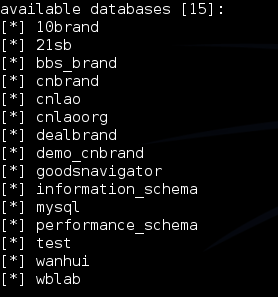 available databases [15]:
[*] 10brand
[*] 21sb
[*] bbs_brand
[*] cnbrand
[*] cnlao
[*] cnlaoorg
[*] dealbrand
[*] demo_cnbrand
[*] goodsnavigator
[*] information_schema
[*] mysql
[*] performance_schema
[*] test
[*] wanhui
[*] wblab